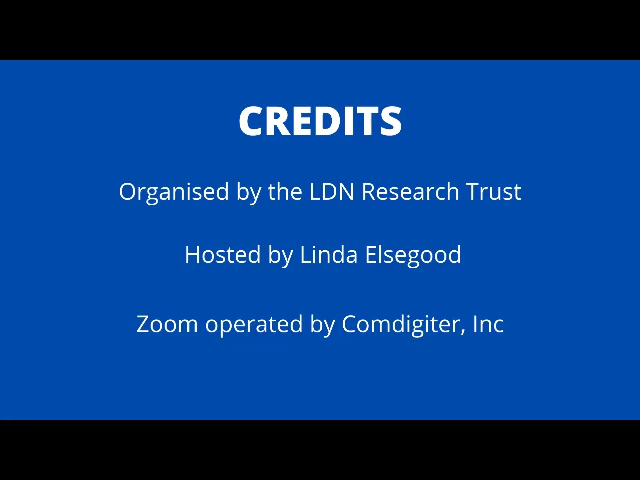 CREDITS
Organised by the LDN Research Trust
Hosted by Linda Elsegood
Zoom operated by Comdigiter, Inc